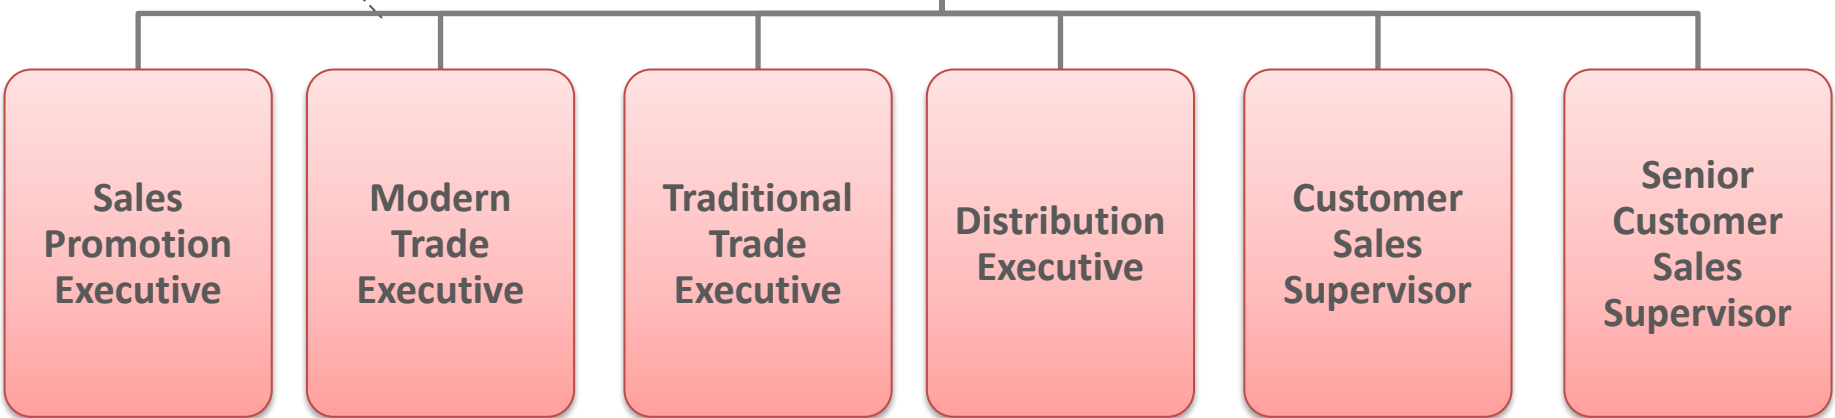 Sales
Promotion
Executive
Modern
Trade
Executive
Traditional
Trade
Executive
Distribution
Executive
Customer
Sales
Supervisor
Senior
Customer
Sales
Supervisor